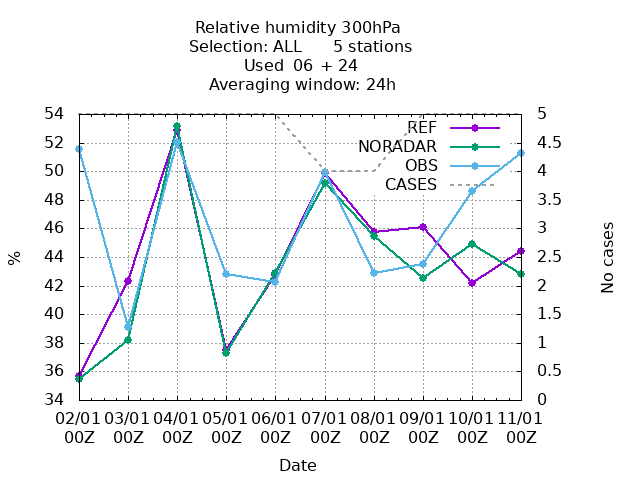 Relative humidity 300hPa
Selection: ALL      5 stations
Used  06 + 24
Averaging window: 24h
54
52
50
48
46
44
42
40
38
36
34
%
5
4.5
4
3.5
3
2.5
2
1.5
1
0.5
0
No cases
REF
NORADAR
OBS
CASES
02/01 03/01 04/01 05/01 06/01 07/01 08/01 09/01 10/01 11/01
00Z 00Z 00Z 00Z 00Z 00Z 00Z 00Z 00Z 00Z
Date